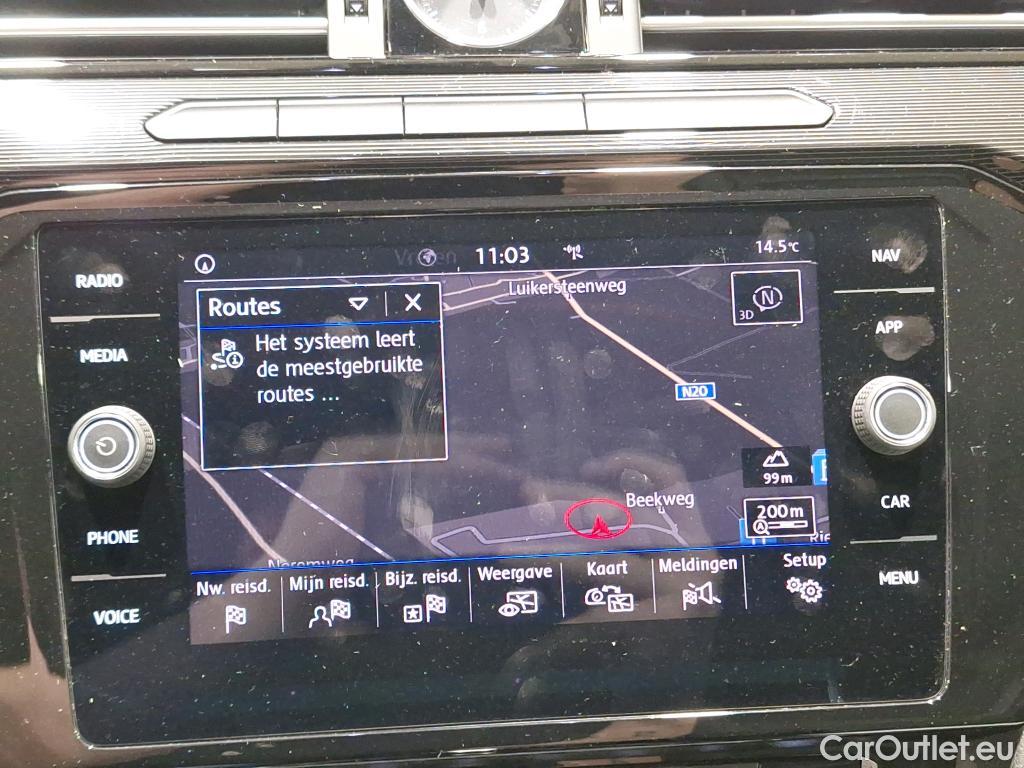 11:03
14.5°C
RADIO
MEDIA
PHONE
VOICE
Routes
Het systeem leert
de meestgebruikte
routes ...
Luikersteenweg
N
3D
N20
99m
Beekweg
200m
A
Nw. reisd.
Mijn reisd.
Bijz. reisd.
Weergave
Kaart
Meldingen
Setup
NAV
APP
CAR
MENU
CarOutlet.eu